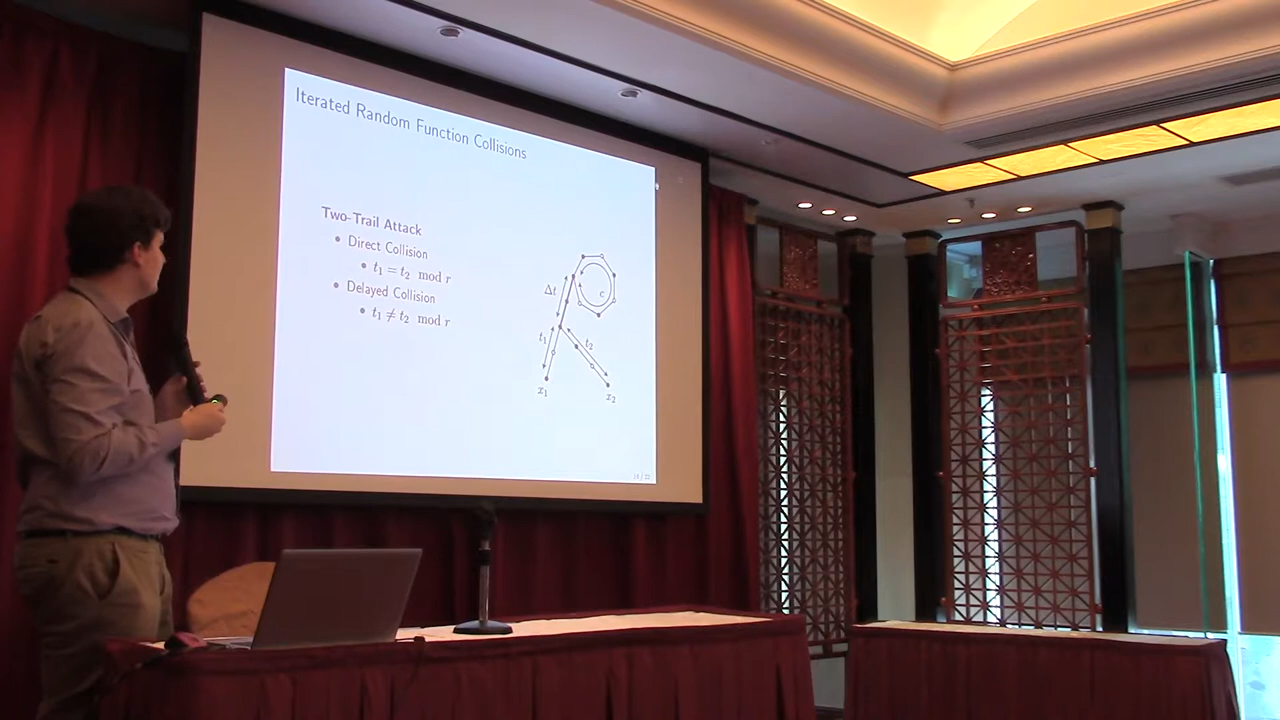 Iterated Random Function Collisions
Two-Trail Attack
• Direct Collision
• t₁ = t₂ mod r
• Delayed Collision
• t₁ ≠ t₂ mod r
Δt
c
t₁
t₂
x₁
x₂